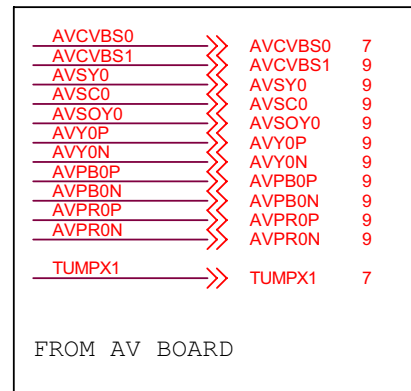 AVCVBS0 AVCVBS0 7
AVCVBS1 AVCVBS1 9
AVSY0 AVSY0 9
AVSC0 AVSC0 9
AVSOY0 AVSOY0 9
AVY0P AVY0P 9
AVY0N AVY0N 9
AVPB0P AVPB0P 9
AVPB0N AVPB0N 9
AVPR0P AVPR0P 9
AVPR0N AVPR0N 9
TUMPX1 TUMPX1 7
FROM AV BOARD